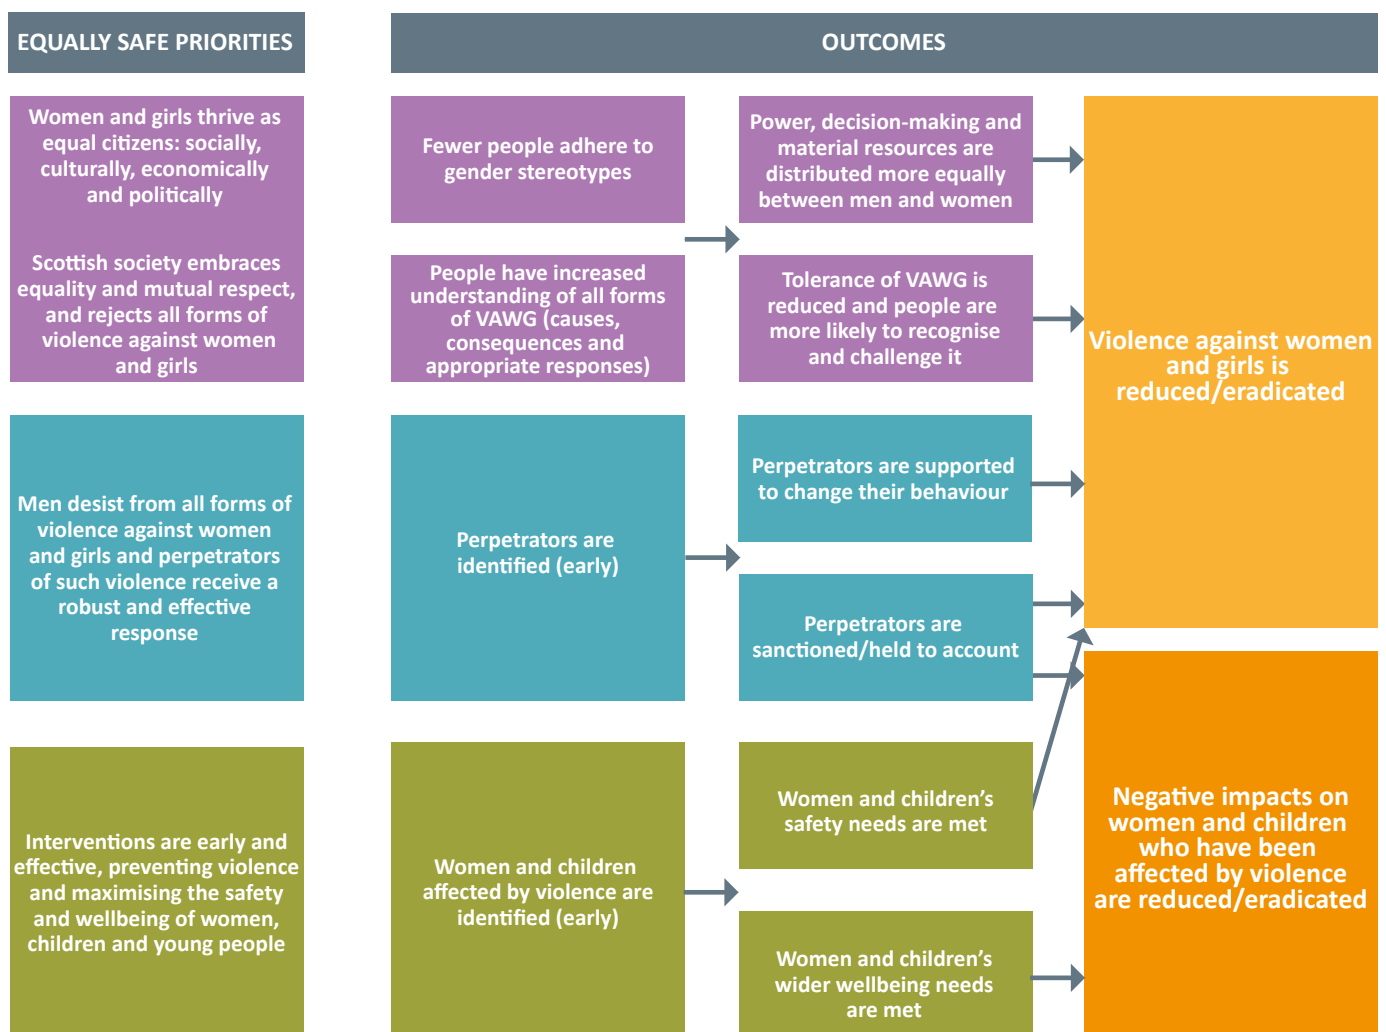 EQUALLY SAFE PRIORITIES
OUTCOMES
Women and girls thrive as
equal citizens: socially,
culturally, economically
and politically
Scottish society embraces
equality and mutual respect,
and rejects all forms of
violence against women
and girls
Fewer people adhere to
gender stereotypes
People have increased
understanding of all forms
of VAWG (causes,
consequences and
appropriate responses)
Power, decision-making and
material resources are
distributed more equally
between men and women
Tolerance of VAWG is
reduced and people are
more likely to recognise
and challenge it
Violence against women
and girls is
reduced/eradicated
Men desist from all forms of
violence against women
and girls and perpetrators
of such violence receive a
robust and effective
response
Perpetrators are
identified (early)
Perpetrators are supported
to change their behaviour
Perpetrators are
sanctioned/held to account
Interventions are early and
effective, preventing violence
and maximising the safety
and wellbeing of women,
children and young people
Women and children
affected by violence are
identified (early)
Women and children’s
safety needs are met
Women and children’s
wider wellbeing needs
are met
Negative impacts on
women and children
who have been
affected by violence
are reduced/eradicated